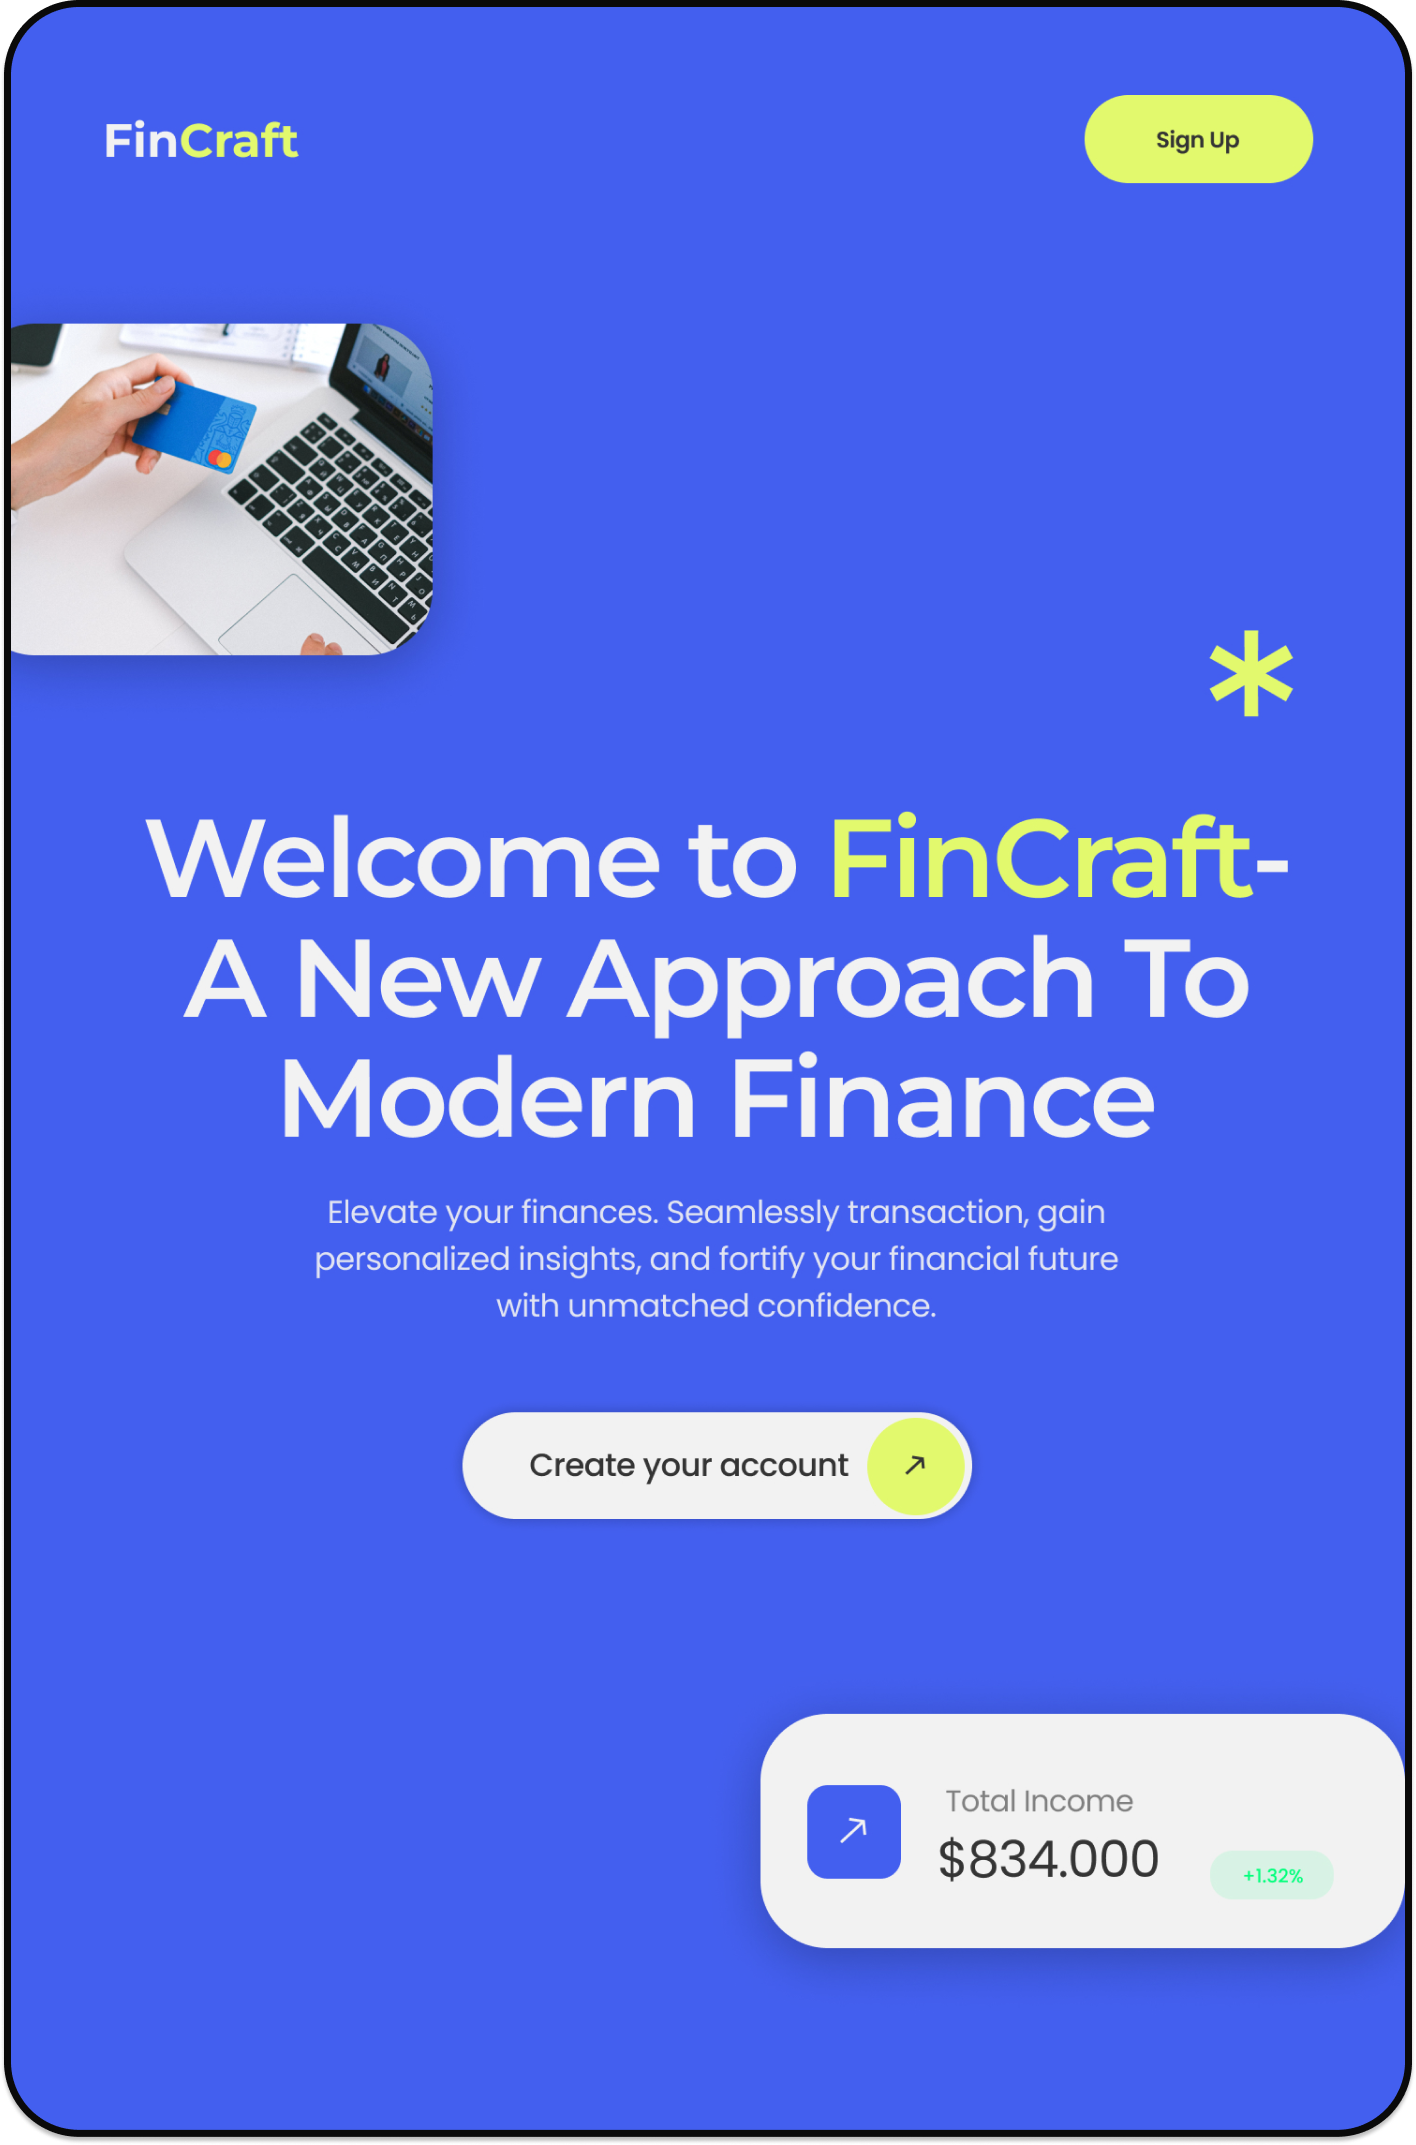 FinCraft
Sign Up
Welcome to FinCraft-
A New Approach To
Modern Finance
Elevate your finances. Seamlessly transaction, gain
personalized insights, and fortify your financial future
with unmatched confidence.
Create your account
Total Income
$834.000
+1.32%